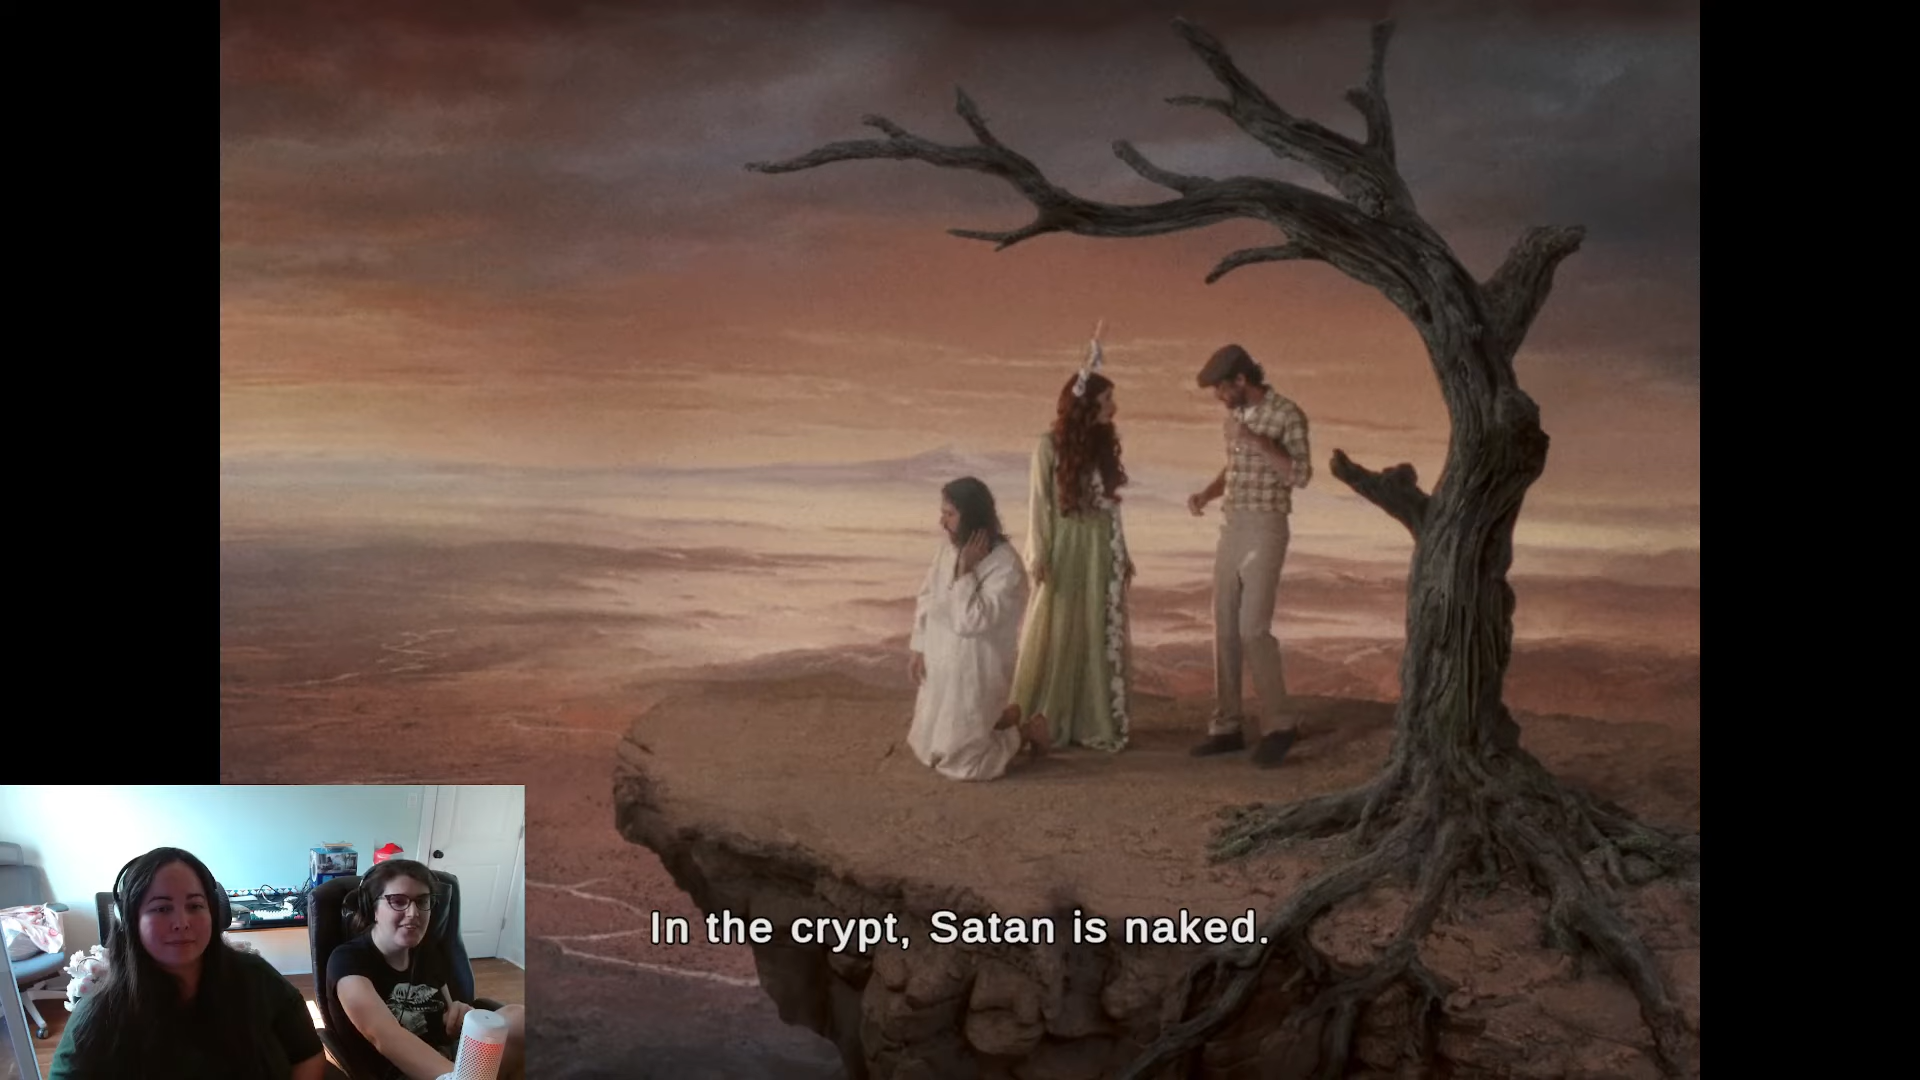 In the crypt, Satan is naked.